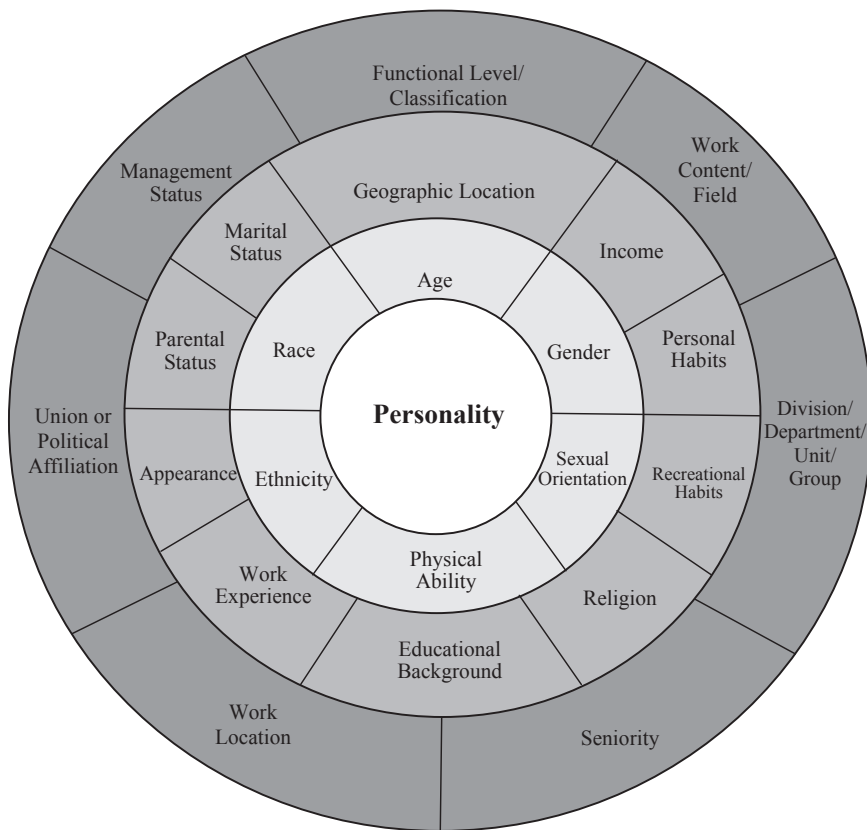 Functional Level/
Classification
Work
Content/
Field
Management
Status
Geographic Location
Marital
Status
Income
Age
Parental
Status
Race
Gender
Personal
Habits
Personality
Union or
Political
Affiliation
Division/
Department/
Unit/
Group
Appearance
Ethnicity
Sexual
Orientation
Recreational
Habits
Physical
Ability
Work
Experience
Religion
Educational
Background
Work
Location
Seniority